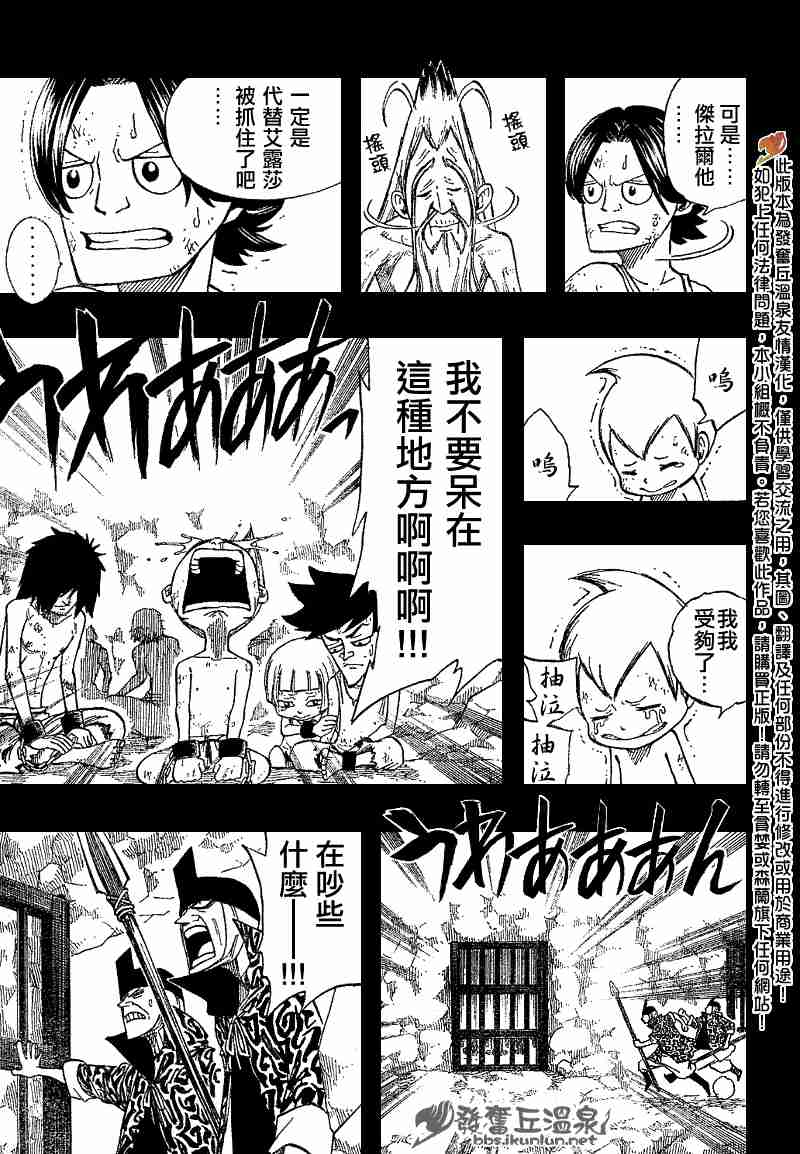 可是……
傑拉爾他
……
搖頭
搖頭
一定是
代替艾露莎
被抓住了吧
……
……
嗚
嗚
我我
受夠了…
抽泣
抽泣
我不要呆在
這種地方啊啊啊!!!
うわあああっ
うわあああん
在吵些
什麼——!!!
此版本為發奮丘溫泉友情漢化，僅供學習交流之用，其圖、翻譯及任何部份不得進行修改或用於商業用途！
如犯上任何法律問題，本小組概不負責。若您喜歡此作品，請購買正版！請勿轉至貪婪或森蘭旗下任何網站！
發奮丘溫泉
bbs.ikunlun.net